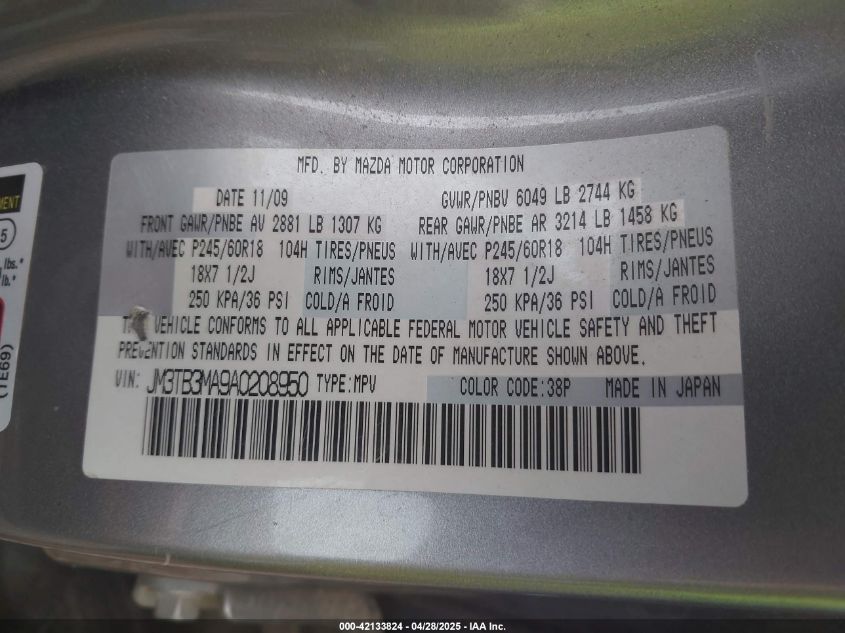 MFD. BY MAZDA MOTOR CORPORATION
DATE 11/09 GVWR/PNBV 6049 LB 2744 KG
FRONT GAWR/PNBE AV 2881 LB 1307 KG REAR GAWR/PNBE AR 3214 LB 1458 KG
WITH/AVEC P245/60R18 104H TIRES/PNEUS WITH/AVEC P245/60R18 104H TIRES/PNEUS
18X7 1/2J RIMS/JANTES 18X7 1/2J RIMS/JANTES
250 KPA/36 PSI COLD/A FROID 250 KPA/36 PSI COLD/A FROID
VEHICLE CONFORMS TO ALL APPLICABLE FEDERAL MOTOR VEHICLE SAFETY AND THEFT
PREVENTION STANDARDS IN EFFECT ON THE DATE OF MANUFACTURE SHOWN ABOVE.
VIN: JM3TB3MA9A0208950 TYPE:MPV COLOR CODE:38P MADE IN JAPAN
MENT
5
lbs.*
lb.*
(TE69)
000-42133824 - 04/28/2025 - IAA Inc.